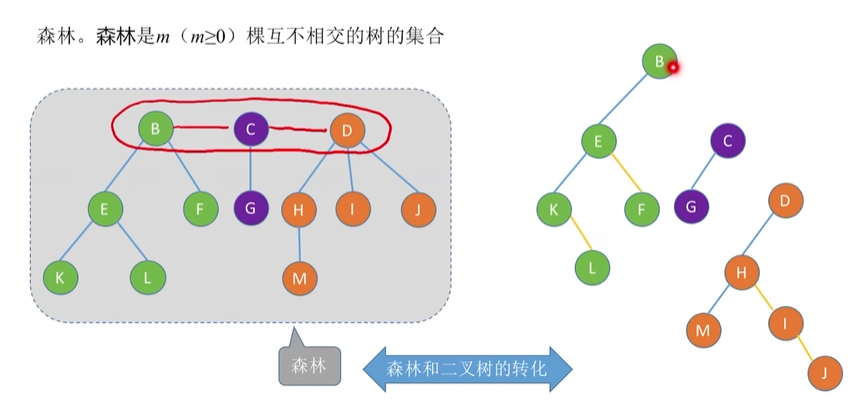 森林。森林是m（m≥0）棵互不相交的树的集合
B C D
E F G H I J
K L M
B
E C
K F G D
L H
M I
J
森林
森林和二叉树的转化